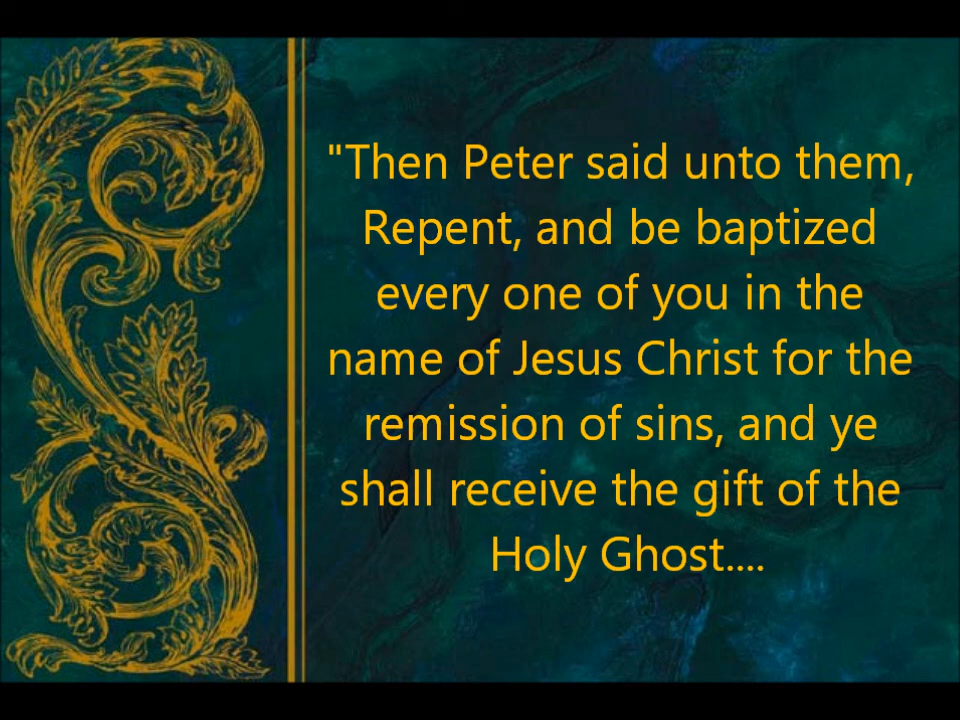 "Then Peter said unto them,
Repent, and be baptized
every one of you in the
name of Jesus Christ for the
remission of sins, and ye
shall receive the gift of the
Holy Ghost....